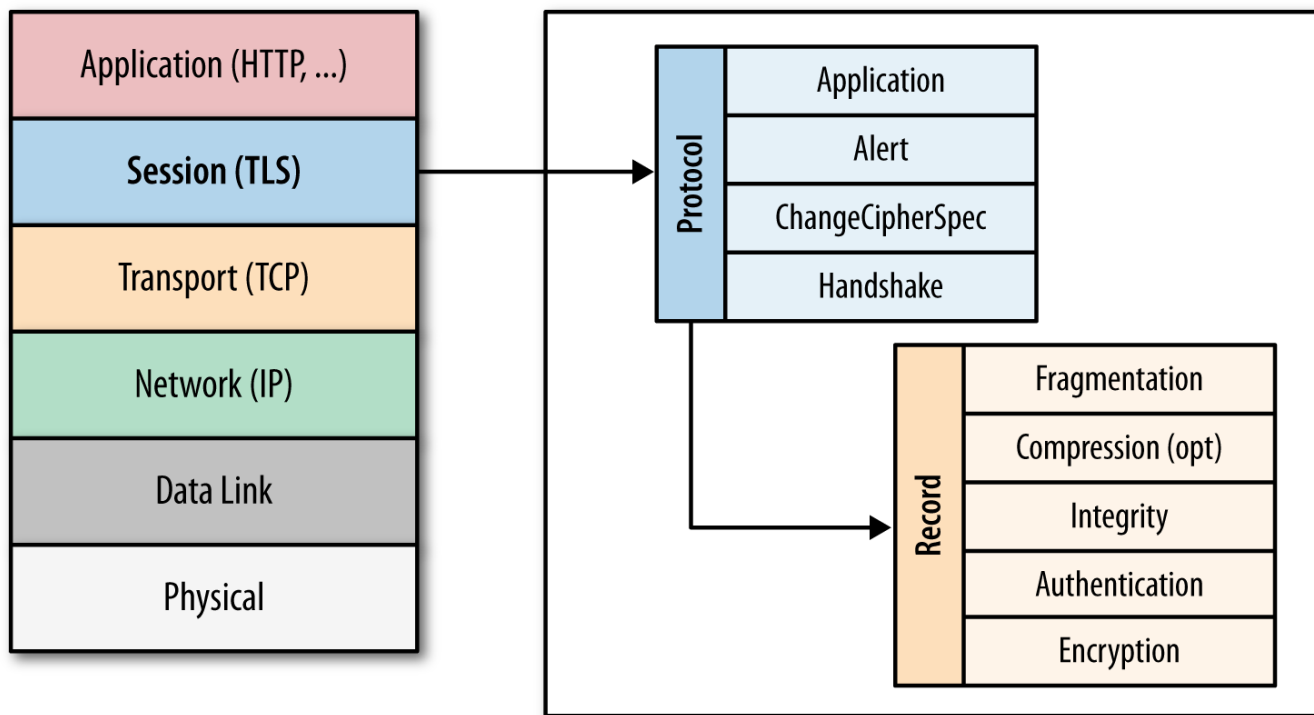 Application (HTTP, ...)
Session (TLS)
Transport (TCP)
Network (IP)
Data Link
Physical
Protocol
Application
Alert
ChangeCipherSpec
Handshake
Record
Fragmentation
Compression (opt)
Integrity
Authentication
Encryption